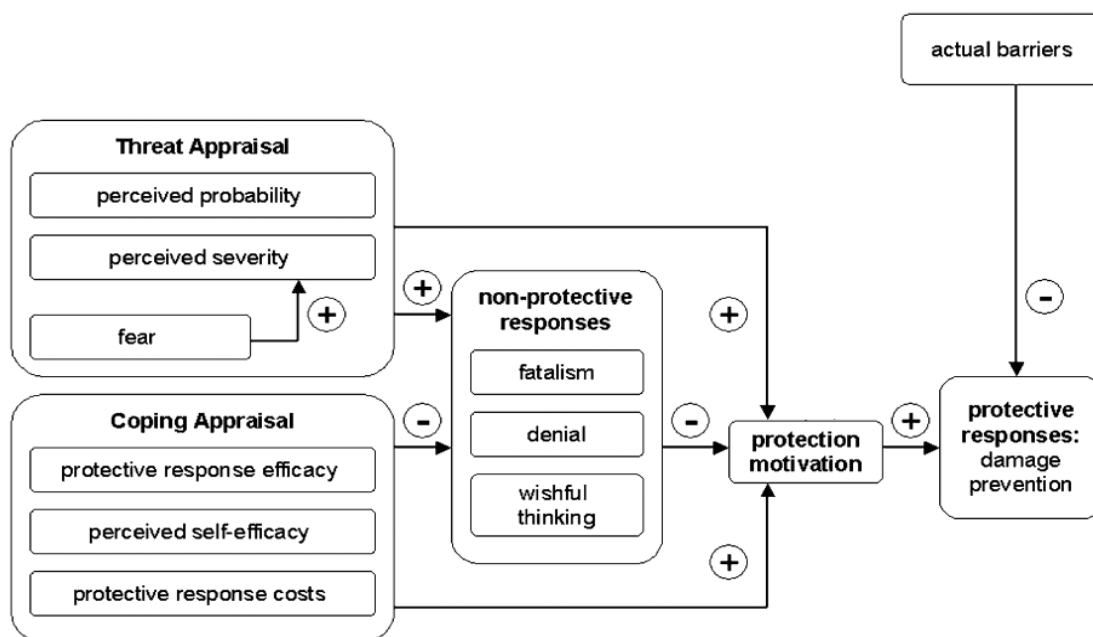 actual barriers
Threat Appraisal
perceived probability
perceived severity
+
fear
+
non-protective
responses
fatalism
denial
wishful
thinking
Coping Appraisal
protective response efficacy
perceived self-efficacy
protective response costs
-
-
+
+
protection
motivation
+
-
protective
responses:
damage
prevention